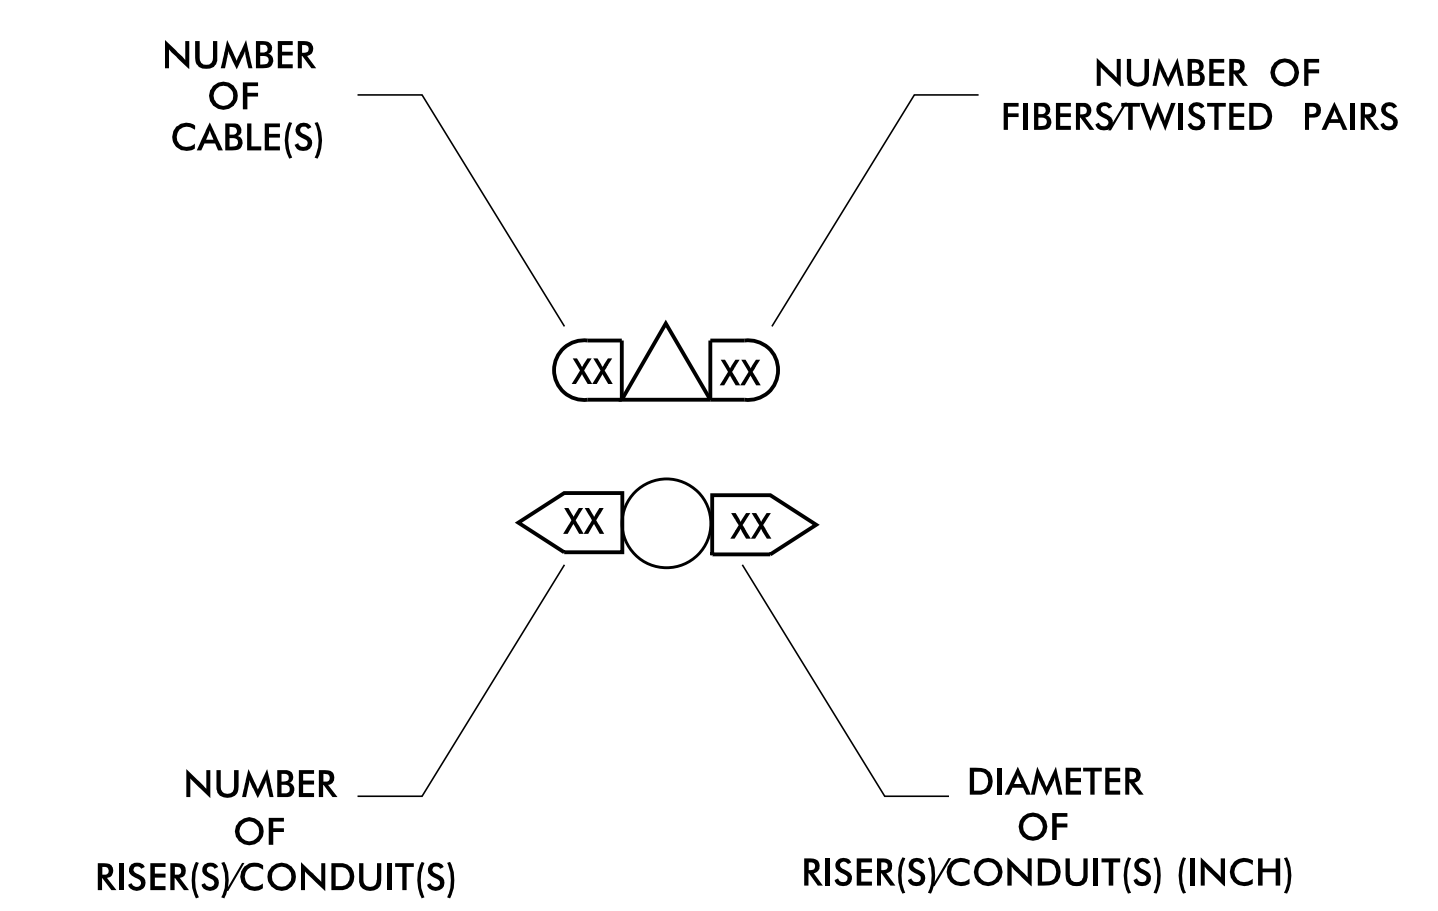 NUMBER
OF
CABLE(S)
NUMBER OF
FIBERS/TWISTED PAIRS
XX
XX
XX
XX
NUMBER
OF
RISER(S)/CONDUIT(S)
DIAMETER
OF
RISER(S)/CONDUIT(S) (INCH)